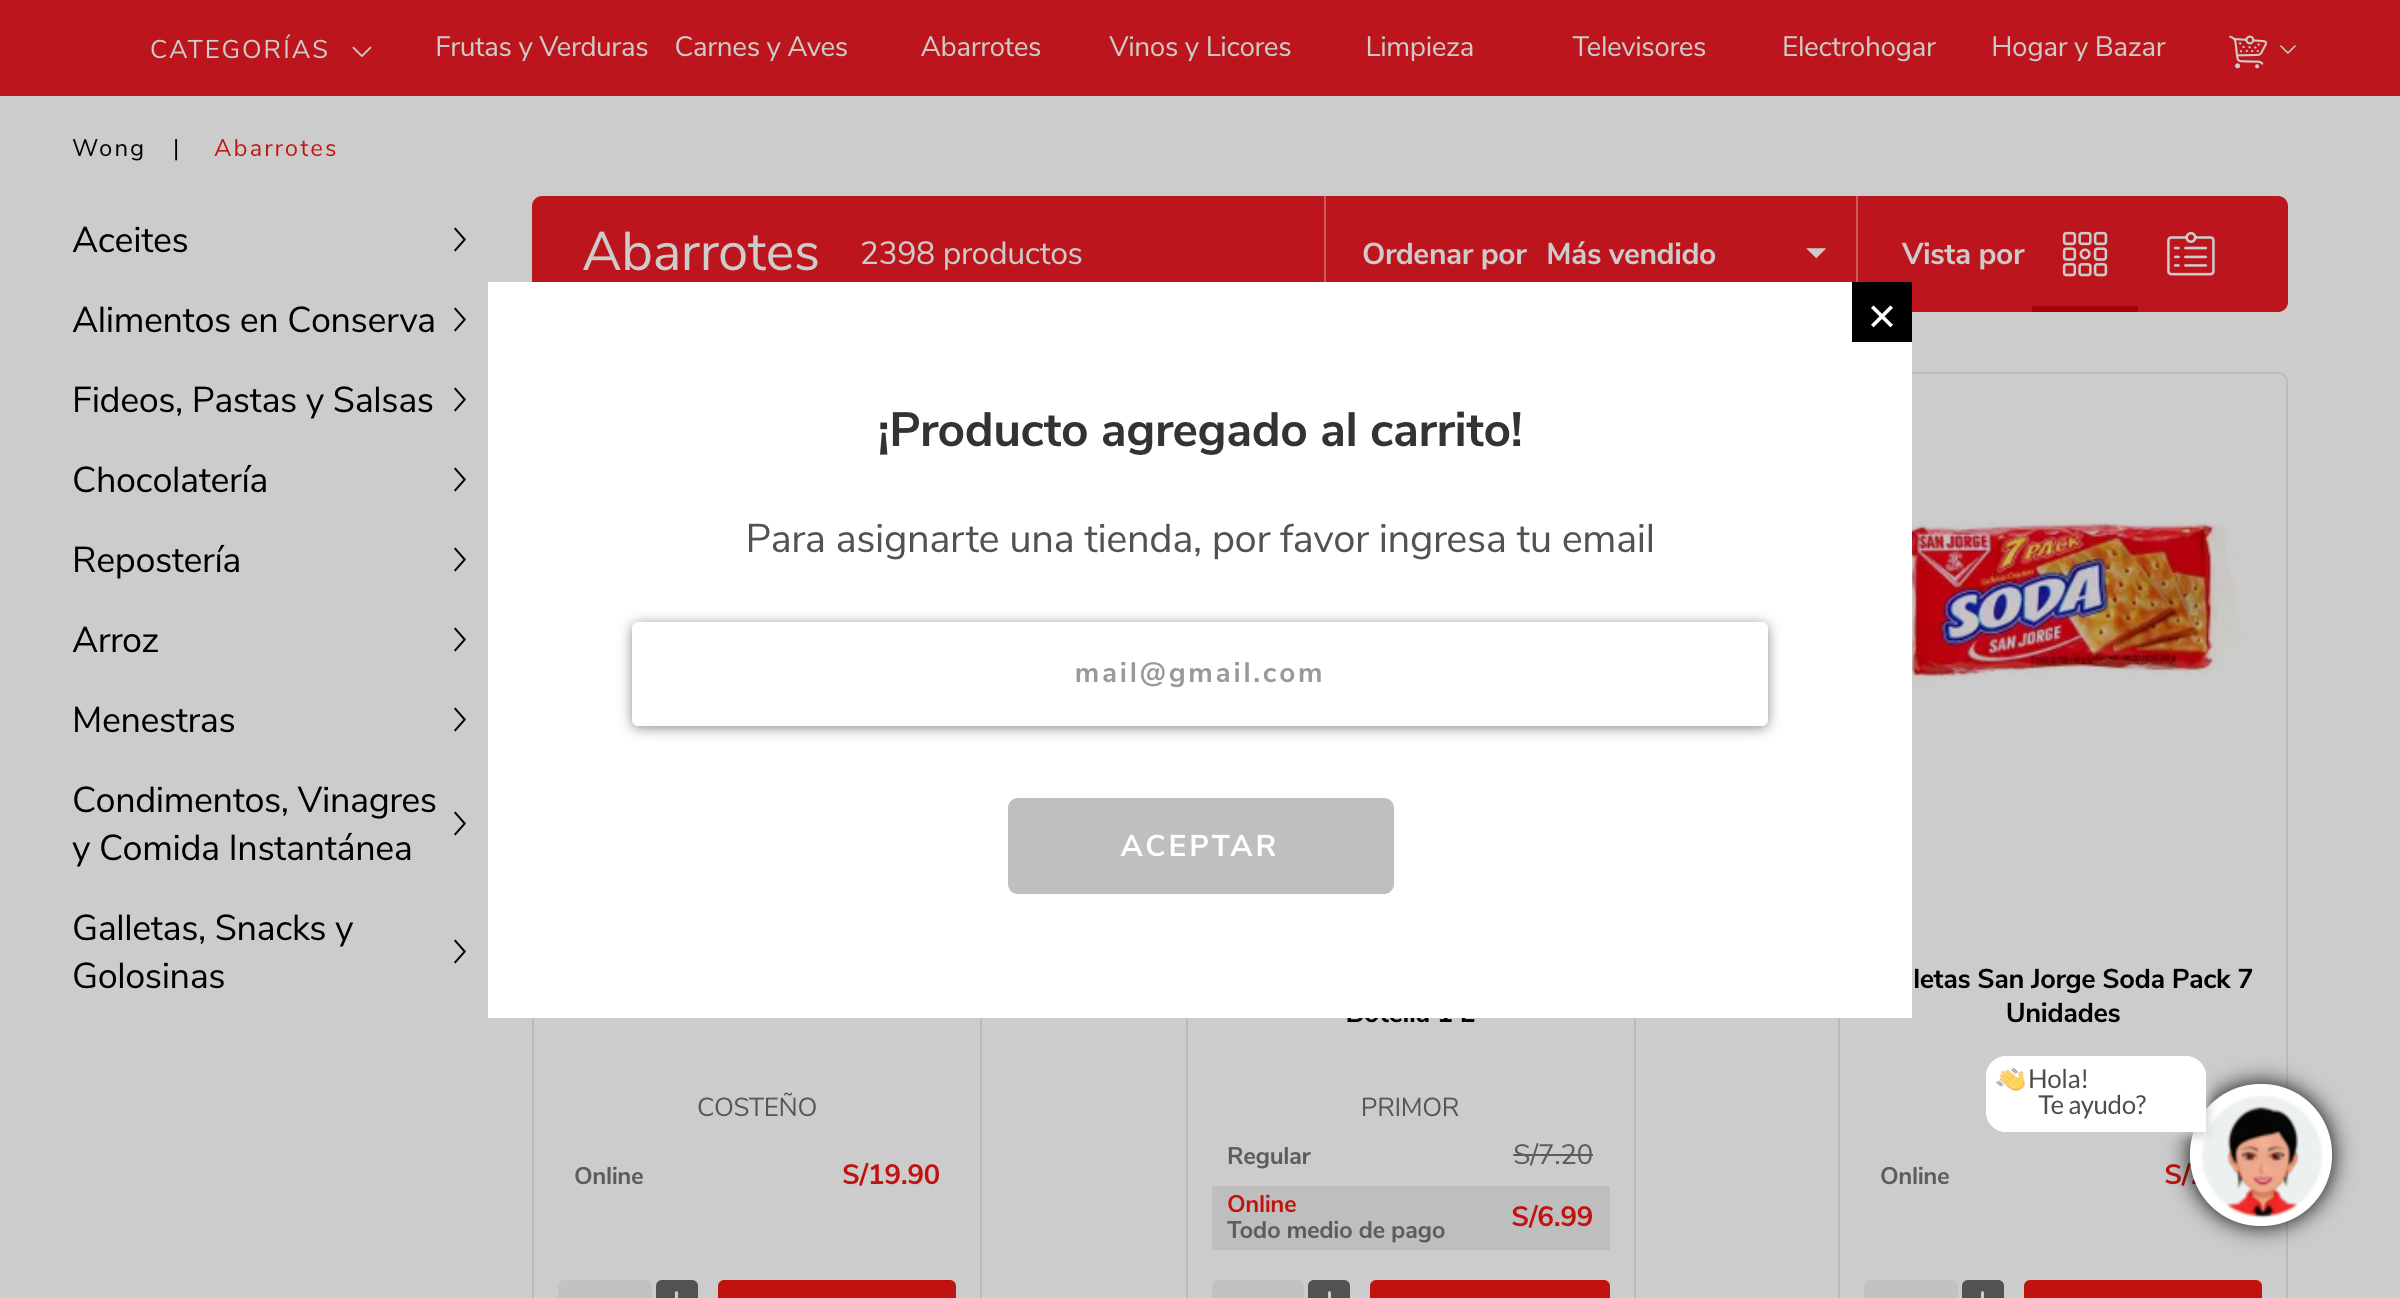 CATEGORÍAS
Frutas y Verduras
Carnes y Aves
Abarrotes
Vinos y Licores
Limpieza
Televisores
Electrohogar
Hogar y Bazar
Wong | Abarrotes
Aceites
Alimentos en Conserva
Fideos, Pastas y Salsas
Chocolatería
Repostería
Arroz
Menestras
Condimentos, Vinagres
y Comida Instantánea
Galletas, Snacks y
Golosinas
Abarrotes 2398 productos
Ordenar por Más vendido
Vista por
¡Producto agregado al carrito!
Para asignarte una tienda, por favor ingresa tu email
mail@gmail.com
ACEPTAR
SAN JORGE
7 PACK
SODA
SAN JORGE
letas San Jorge Soda Pack 7
Unidades
COSTEÑO
Online S/19.90
PRIMOR
Regular S/7.20
Online
Todo medio de pago
S/6.99
Online S/
Hola!
Te ayudo?